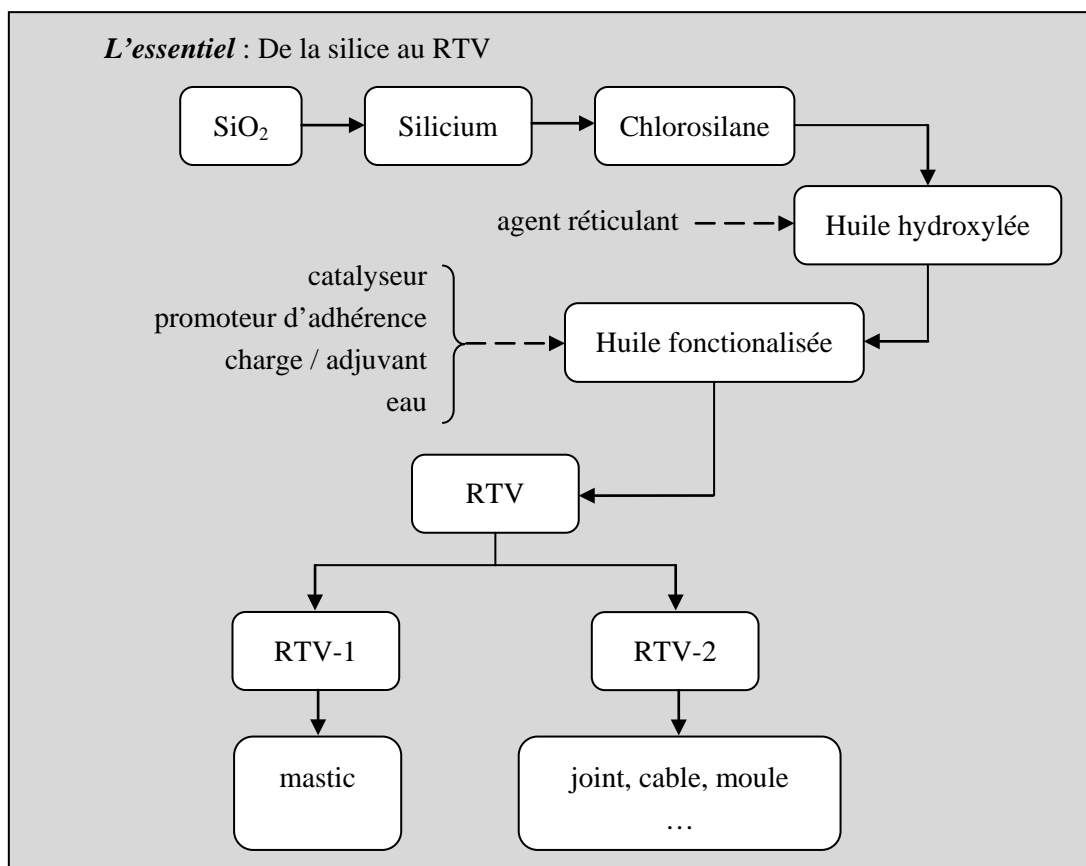 L'essentiel : De la silice au RTV
SiO₂
Silicium
Chlorosilane
agent réticulant
Huile hydroxylée
catalyseur
promoteur d'adhérence
charge / adjuvant
eau
Huile fonctionalisée
RTV
RTV-1
RTV-2
mastic
joint, cable, moule
…